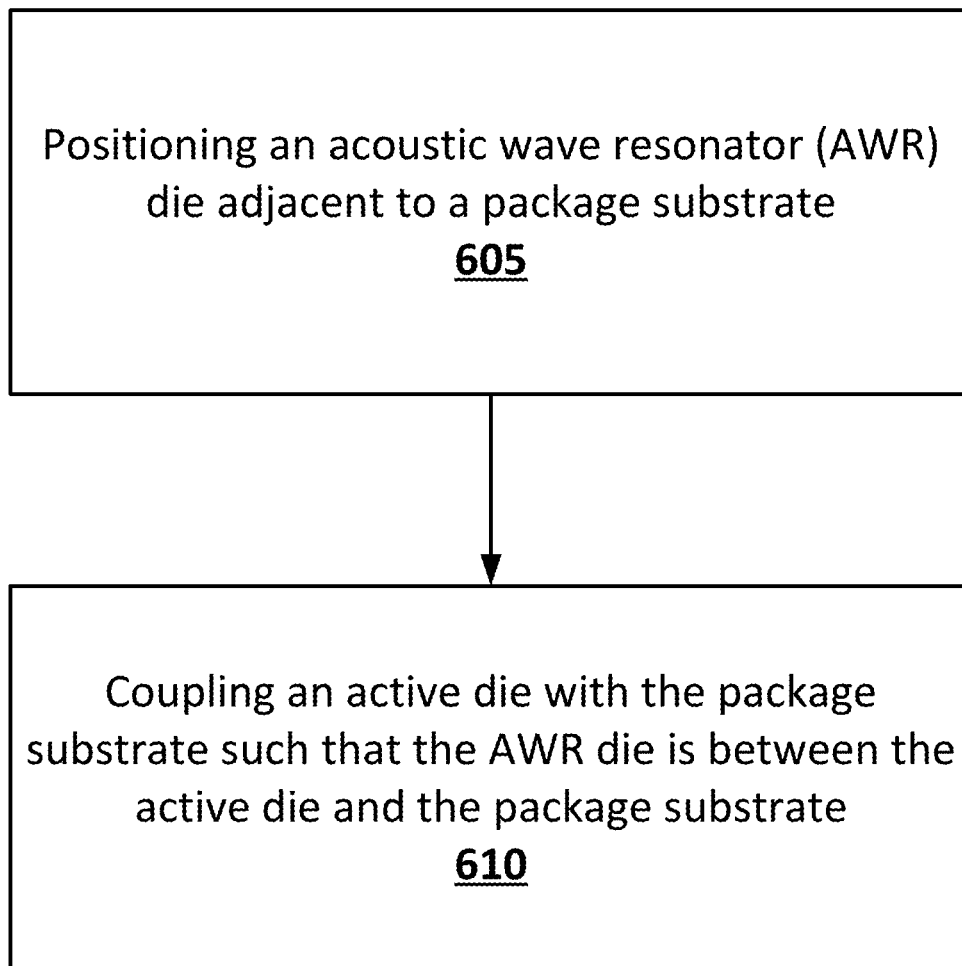 Positioning an acoustic wave resonator (AWR)
die adjacent to a package substrate
605
Coupling an active die with the package
substrate such that the AWR die is between the
active die and the package substrate
610